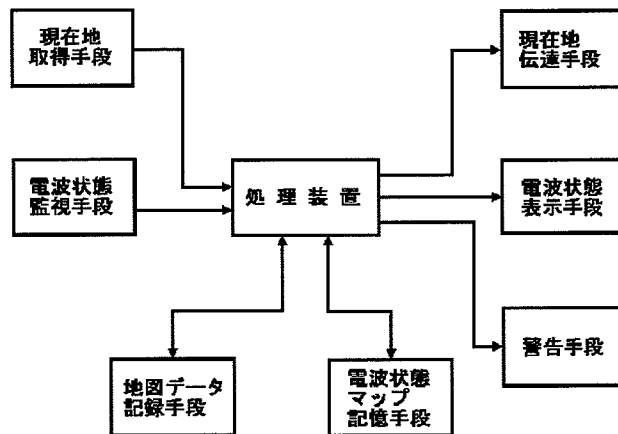 現在地
取得手段
現在地
伝達手段
電波状態
監視手段
処理装置
電波状態
表示手段
警告手段
地図データ
記録手段
電波状態
マップ
記憶手段